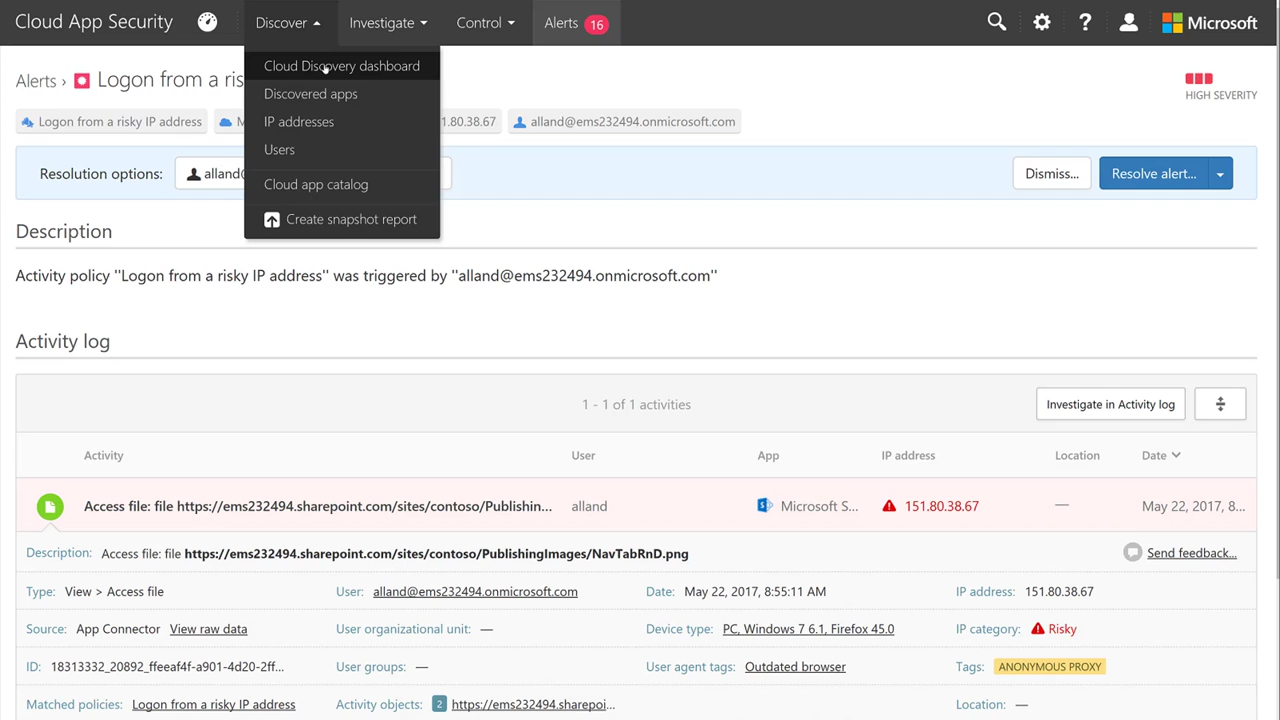 Cloud App Security Discover Investigate Control Alerts 16 Microsoft
Cloud Discovery dashboard
Alerts › Logon from a ris
Discovered apps
HIGH SEVERITY
Logon from a risky IP address .80.38.67 alland@ems232494.onmicrosoft.com
IP addresses
Users
Resolution options: alland@ Dismiss... Resolve alert...
Cloud app catalog
Create snapshot report
Description
Activity policy "Logon from a risky IP address" was triggered by "alland@ems232494.onmicrosoft.com"
Activity log
1 - 1 of 1 activities Investigate in Activity log
Activity User App IP address Location Date
Access file: file https://ems232494.sharepoint.com/sites/contoso/Publishin... alland Microsoft S... 151.80.38.67 — May 22, 2017, 8...
Description: Access file: file https://ems232494.sharepoint.com/sites/contoso/PublishingImages/NavTabRnD.png Send feedback...
Type: View > Access file User: alland@ems232494.onmicrosoft.com Date: May 22, 2017, 8:55:11 AM IP address: 151.80.38.67
Source: App Connector View raw data User organizational unit: — Device type: PC, Windows 7 6.1, Firefox 45.0 IP category: Risky
ID: 18313332_20892_ffeeaf4f-a901-4d20-2ff... User groups: — User agent tags: Outdated browser Tags: ANONYMOUS PROXY
Matched policies: Logon from a risky IP address Activity objects: 2 https://ems232494.sharepoi... Location: —